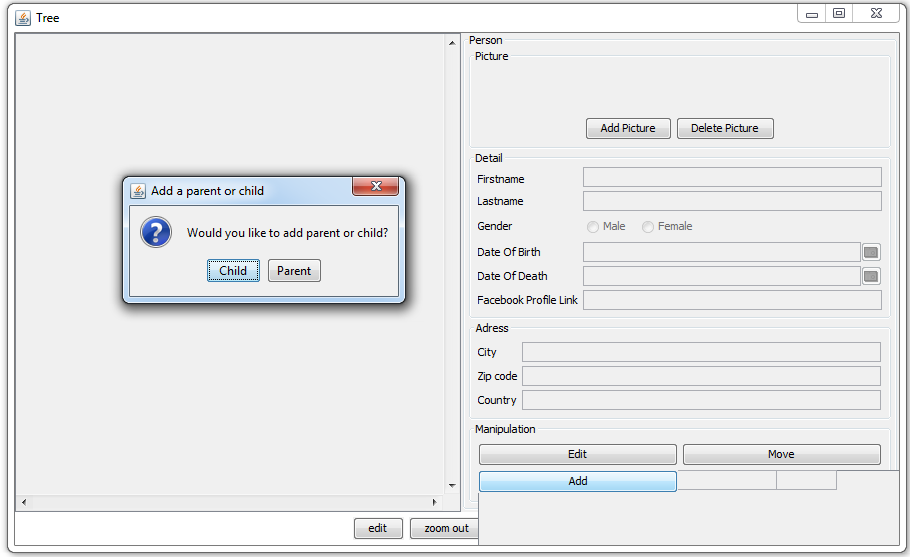 Tree
Person
Picture
Add Picture Delete Picture
Detail
Firstname
Lastname
Gender Male Female
Date Of Birth
Date Of Death
Facebook Profile Link
Adress
City
Zip code
Country
Manipulation
Edit Move
Add
Add a parent or child
Would you like to add parent or child?
Child Parent
edit zoom out